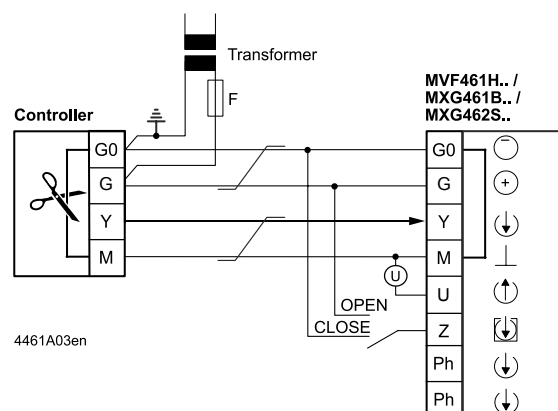 Transformer
F
MVF461H.. /
MXG461B.. /
MXG462S..
Controller
G0
G
Y
M
G0
G
Y
M
U
Z
Ph
Ph
U
OPEN
CLOSE
4461A03en